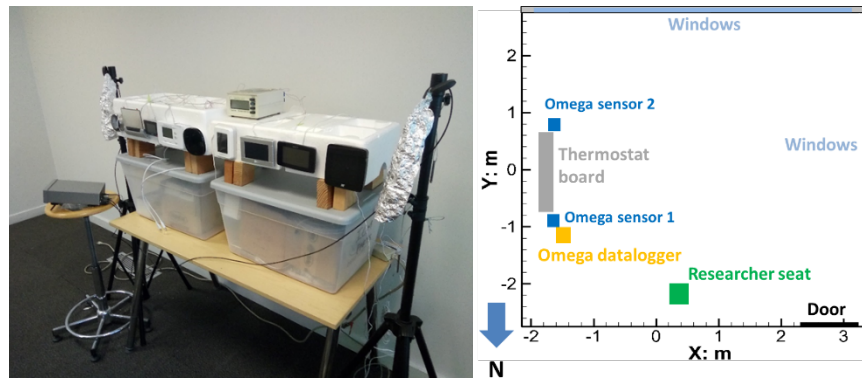 Windows
2
1
0
-1
-2
Y: m
Omega sensor 2
Thermostat
board
Windows
Omega sensor 1
Omega datalogger
Researcher seat
Door
-2
-1
0
1
2
3
X: m
N